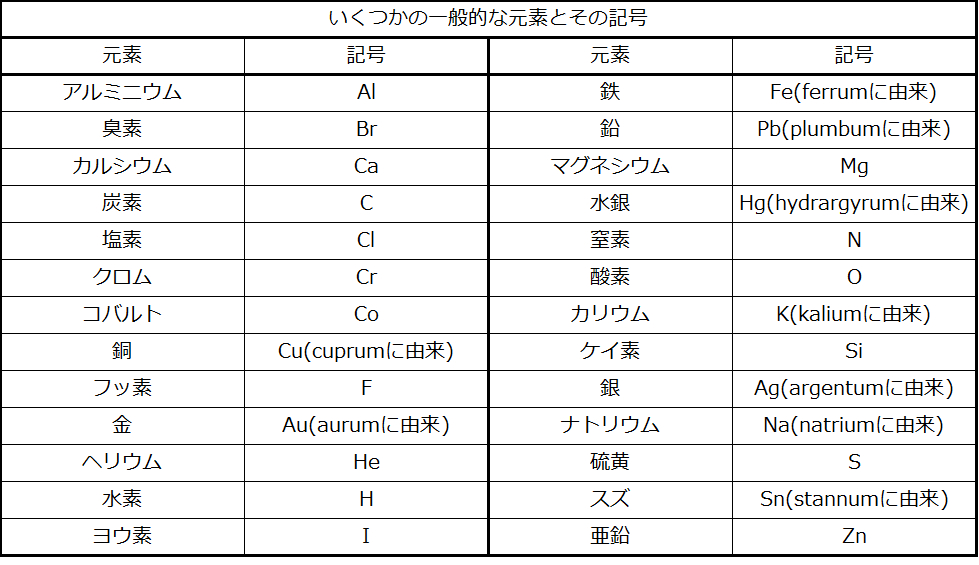 いくつかの一般的な元素とその記号
元素 記号 元素 記号
アルミニウム Al 鉄 Fe(ferrumに由来)
臭素 Br 鉛 Pb(plumbumに由来)
カルシウム Ca マグネシウム Mg
炭素 C 水銀 Hg(hydrargyrumに由来)
塩素 Cl 窒素 N
クロム Cr 酸素 O
コバルト Co カリウム K(kaliumに由来)
銅 Cu(cuprumに由来) ケイ素 Si
フッ素 F 銀 Ag(argentumに由来)
金 Au(aurumに由来) ナトリウム Na(natriumに由来)
ヘリウム He 硫黄 S
水素 H スズ Sn(stannumに由来)
ヨウ素 I 亜鉛 Zn